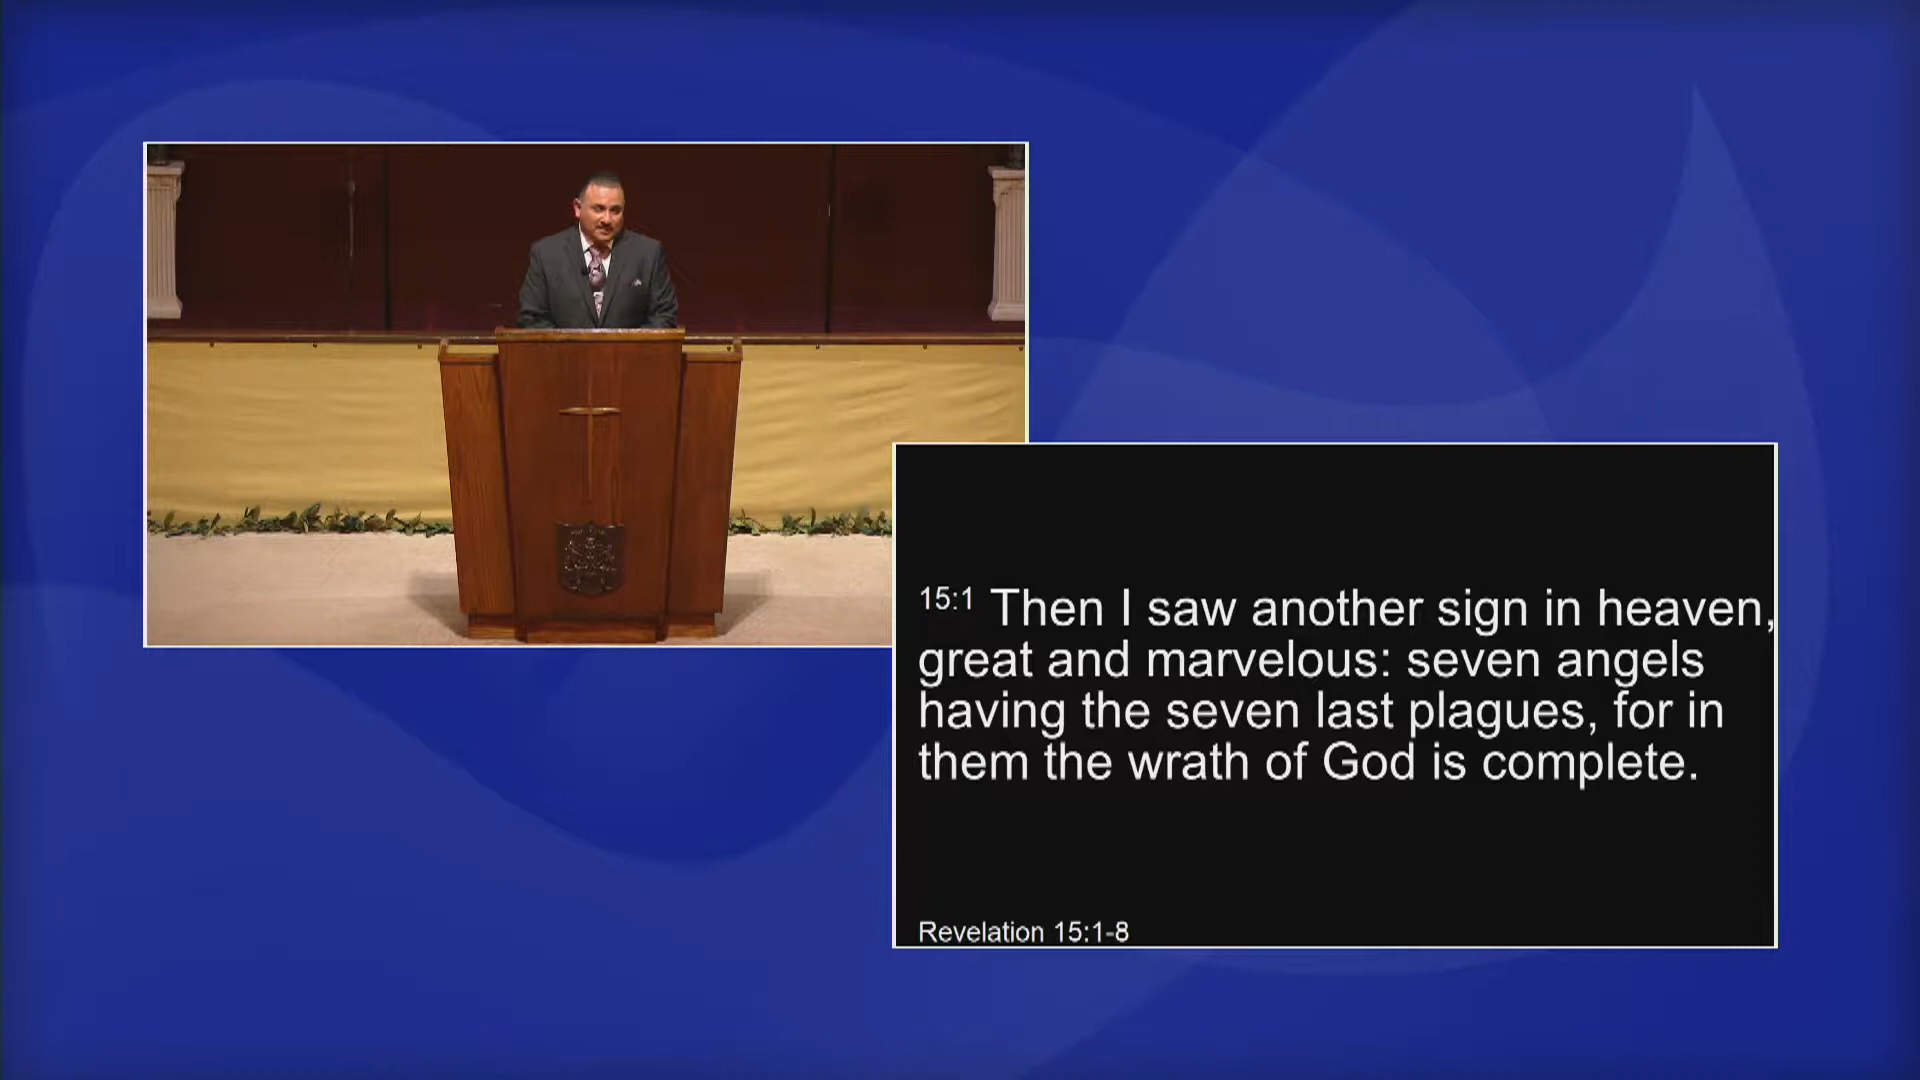 15:1 Then I saw another sign in heaven,
great and marvelous: seven angels
having the seven last plagues, for in
them the wrath of God is complete.
Revelation 15:1-8